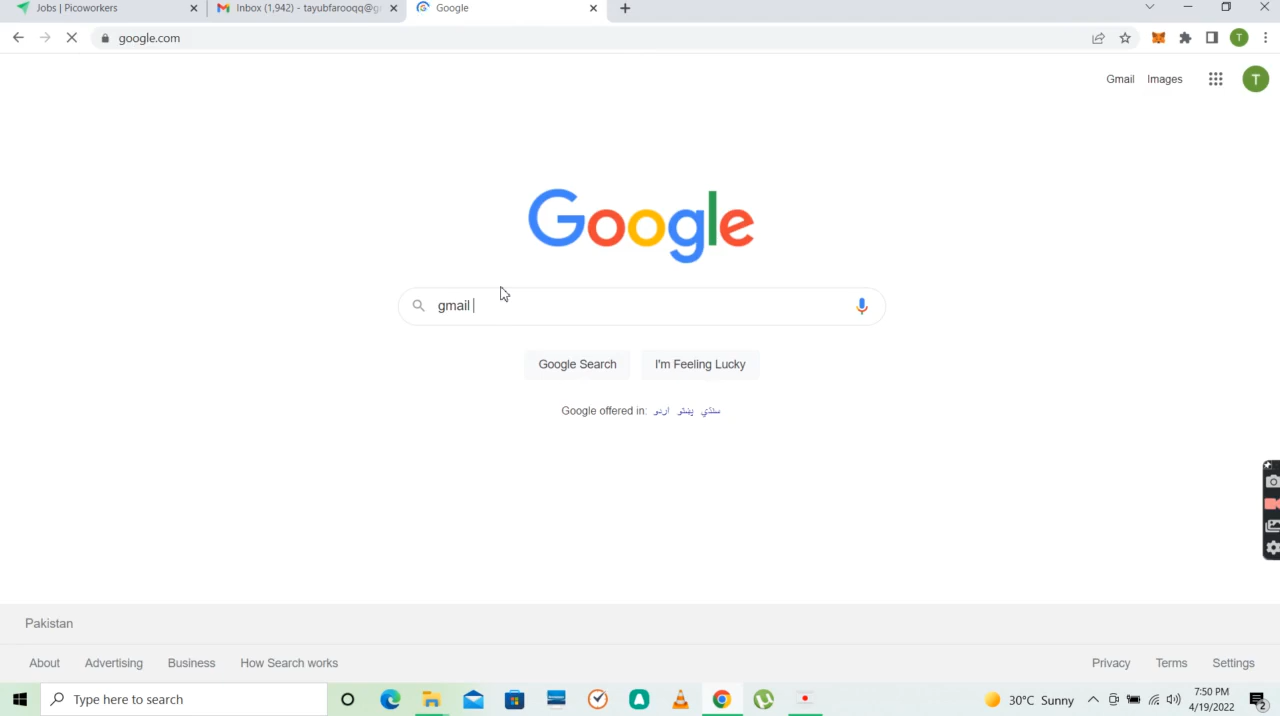 Jobs | Picoworkers
Inbox (1,942) - tayubfarooqq@g
Google
google.com
T
Gmail Images
T
Google
gmail
Google Search
I'm Feeling Lucky
Google offered in: اردو پښتو سنڌي
Pakistan
About Advertising Business How Search works
Privacy Terms Settings
Type here to search
30°C Sunny
7:50 PM
4/19/2022
2